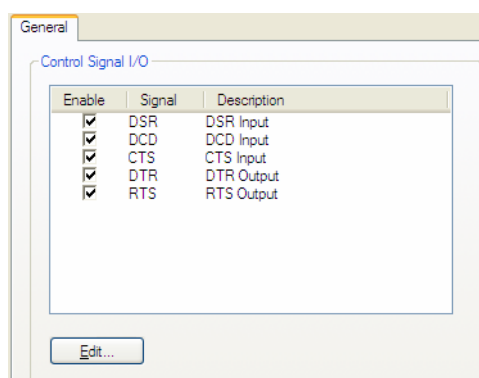 General
Control Signal I/O
Enable Signal Description
DSR DSR Input
DCD DCD Input
CTS CTS Input
DTR DTR Output
RTS RTS Output
Edit...